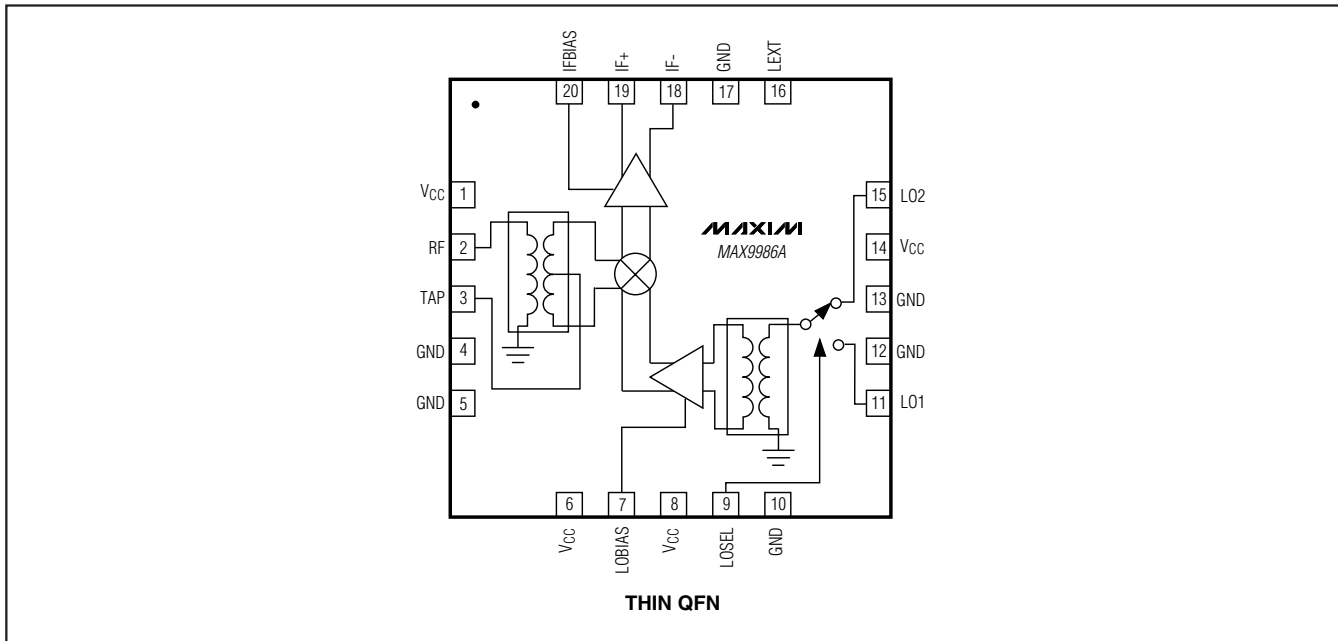 IFBIAS
IF+
IF-
GND
LEXT
20
19
18
17
16
VCC 1
RF 2
TAP 3
GND 4
GND 5
MAXIM
MAX9986A
15 LO2
14 VCC
13 GND
12 GND
11 LO1
6
7
8
9
10
VCC
LOBIAS
VCC
LOSEL
GND
THIN QFN